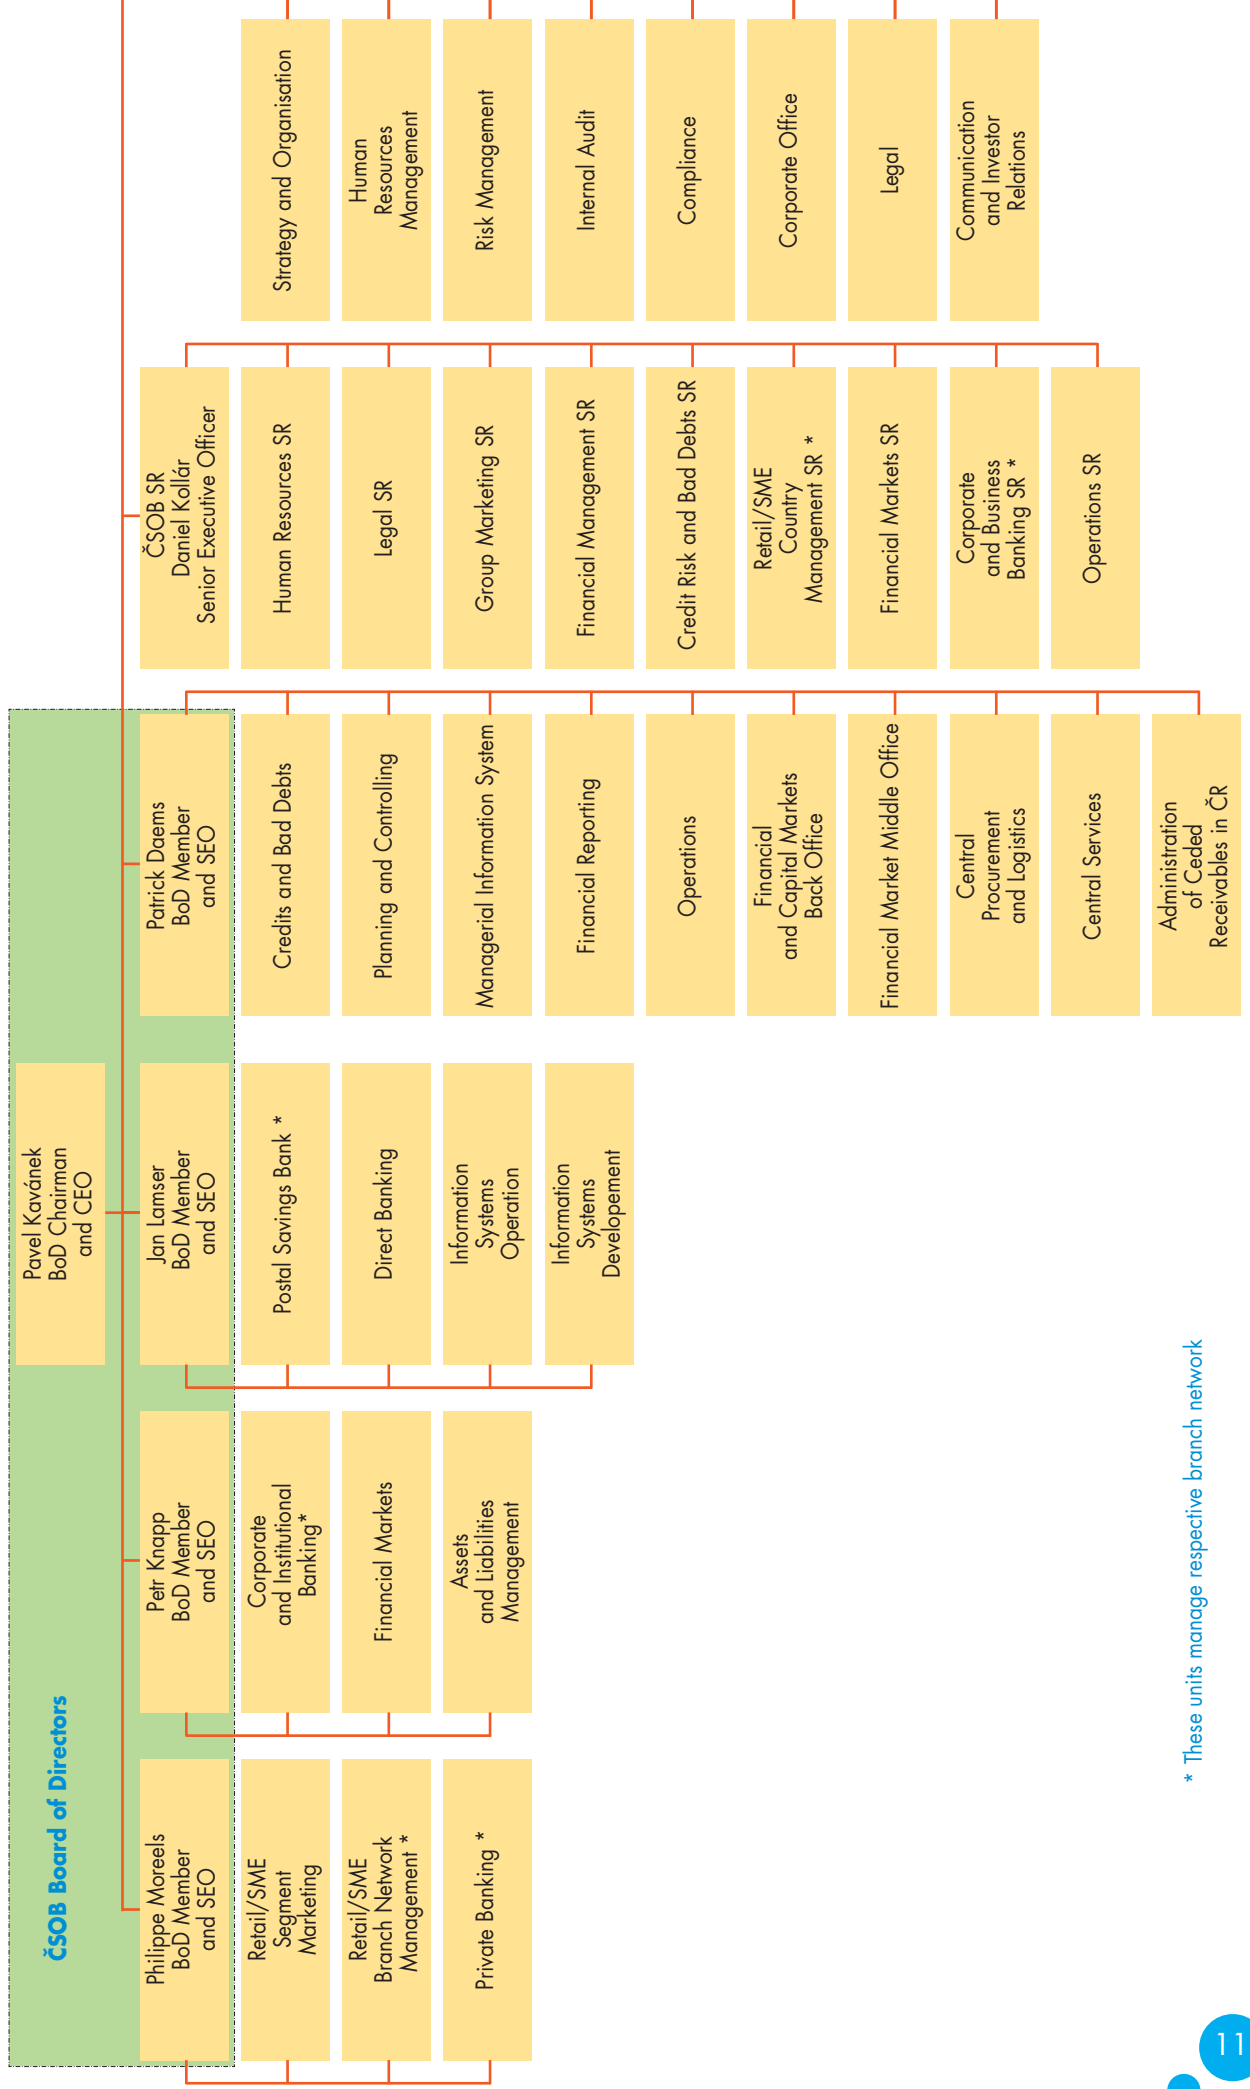 ČSOB Board of Directors
Pavel Kavánek
BoD Chairman
and CEO
Philippe Moreels
BoD Member
and SEO
Retail/SME
Segment
Marketing
Retail/SME
Branch Network
Management *
Private Banking *
Petr Knapp
BoD Member
and SEO
Corporate
and Institutional
Banking*
Financial Markets
Assets
and Liabilities
Management
Jan Lamser
BoD Member
and SEO
Postal Savings Bank *
Direct Banking
Information
Systems
Operation
Information
Systems
Developement
Patrick Daems
BoD Member
and SEO
Credits and Bad Debts
Planning and Controlling
Managerial Information System
Financial Reporting
Operations
Financial
and Capital Markets
Back Office
Financial Market Middle Office
Central
Procurement
and Logistics
Central Services
Administration
of Ceded
Receivables in ČR
ČSOB SR
Daniel Kollár
Senior Executive Officer
Human Resources SR
Legal SR
Group Marketing SR
Financial Management SR
Credit Risk and Bad Debts SR
Retail/SME
Country
Management SR *
Financial Markets SR
Corporate
and Business
Banking SR *
Operations SR
Strategy and Organisation
Human
Resources
Management
Risk Management
Internal Audit
Compliance
Corporate Office
Legal
Communication
and Investor
Relations
* These units manage respective branch network
11